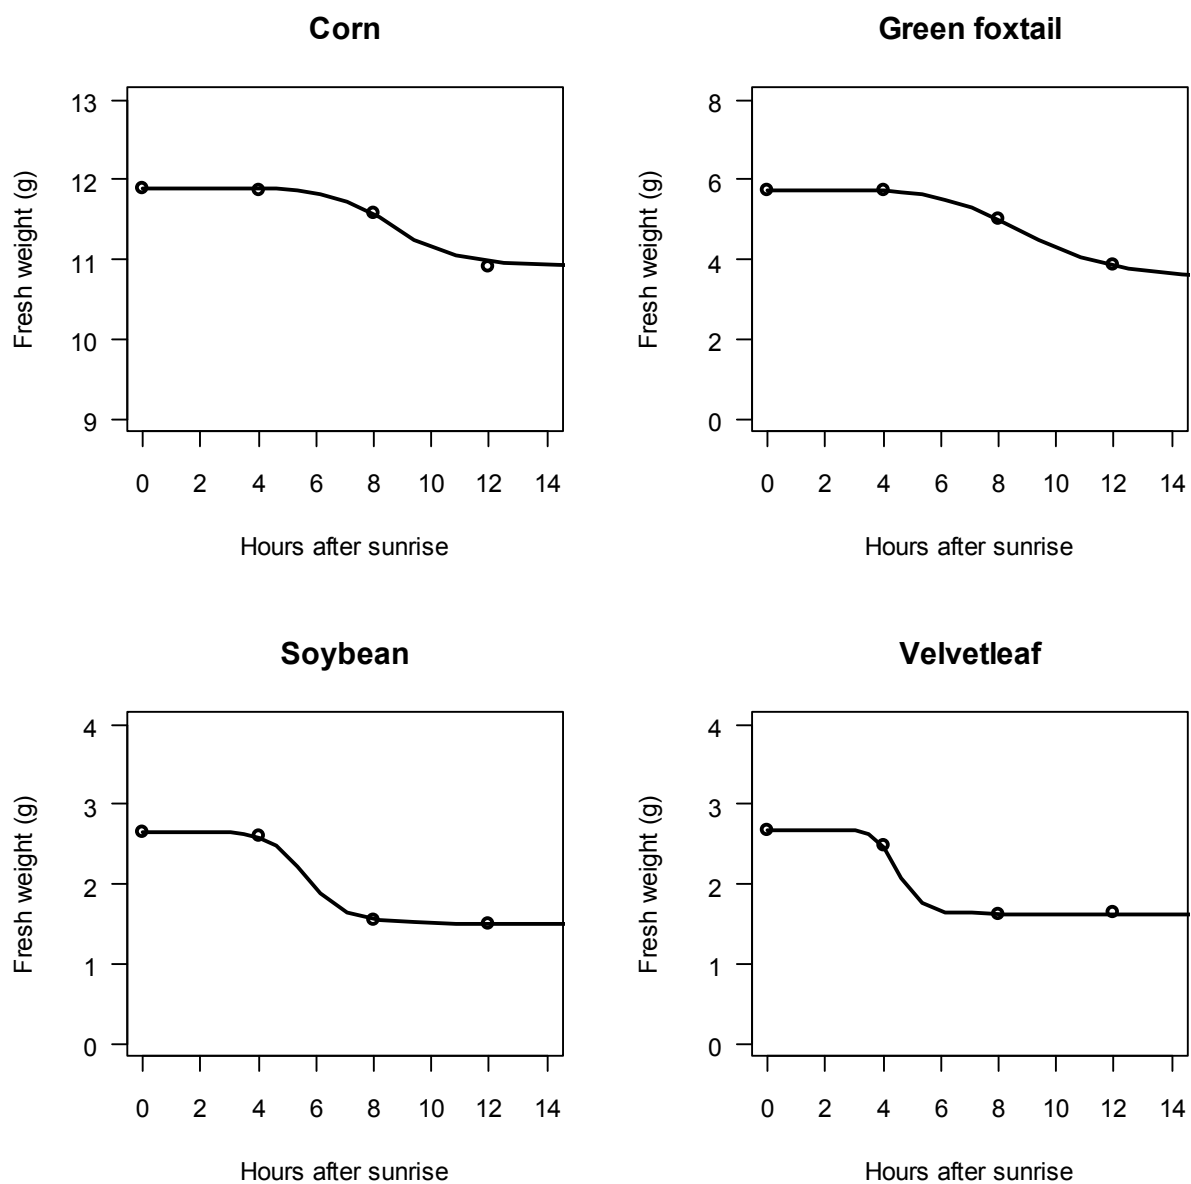 Corn
Fresh weight (g)
13
12
11
10
9
0 2 4 6 8 10 12 14
Hours after sunrise
Green foxtail
Fresh weight (g)
8
6
4
2
0
0 2 4 6 8 10 12 14
Hours after sunrise
Soybean
Fresh weight (g)
4
3
2
1
0
0 2 4 6 8 10 12 14
Hours after sunrise
Velvetleaf
Fresh weight (g)
4
3
2
1
0
0 2 4 6 8 10 12 14
Hours after sunrise